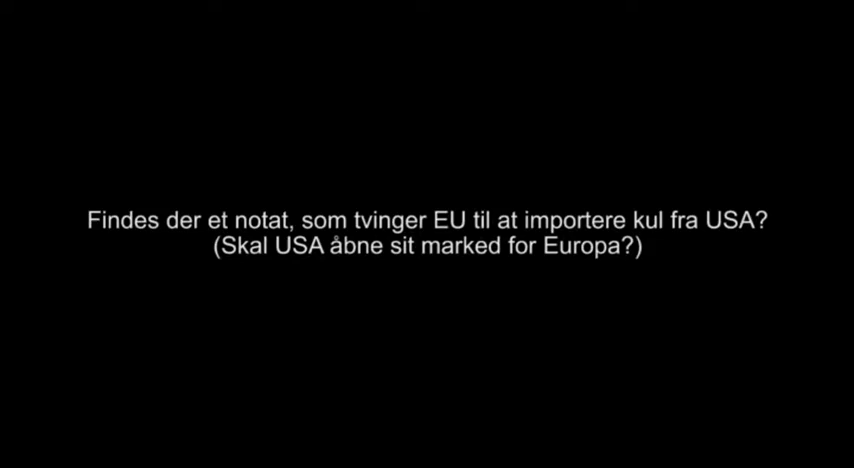 Findes der et notat, som tvinger EU til at importere kul fra USA?
(Skal USA åbne sit marked for Europa?)